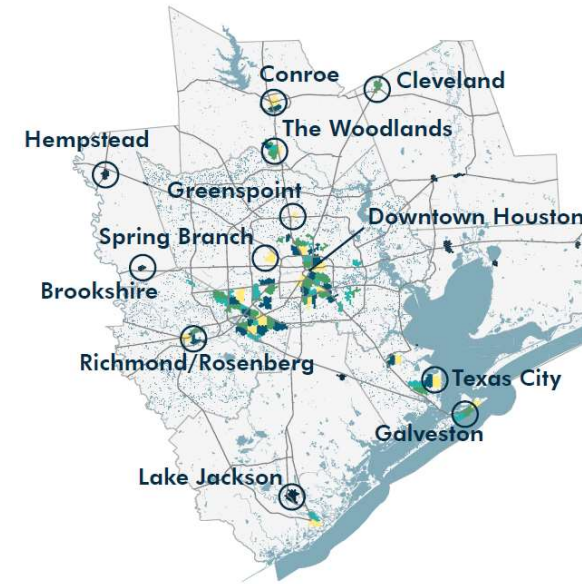 Conroe
Cleveland
The Woodlands
Hempstead
Greenspoint
Downtown Houston
Spring Branch
Brookshire
Richmond/Rosenberg
Texas City
Galveston
Lake Jackson